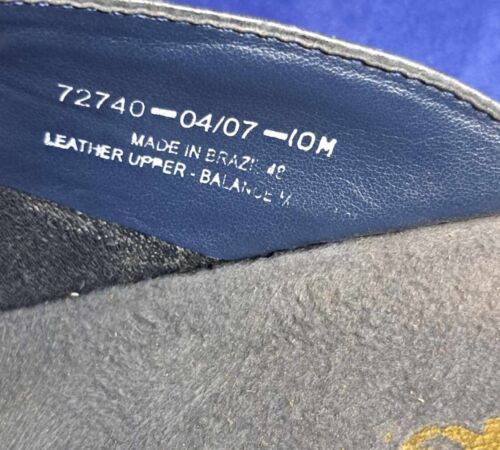 72740-04/07-10M
MADE IN BRAZIL 48
LEATHER UPPER - BALANCE